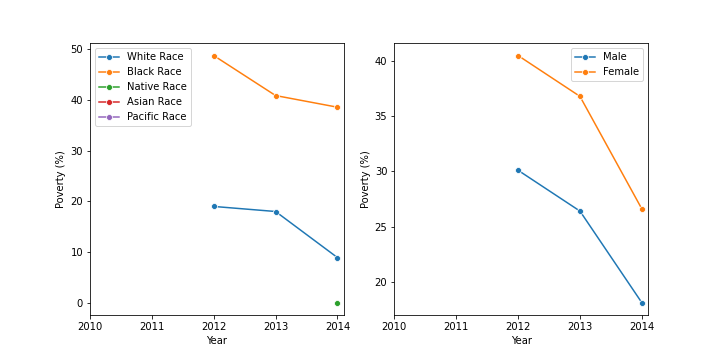 50
40
30
20
10
0
Poverty (%)
White Race
Black Race
Native Race
Asian Race
Pacific Race
2010 2011 2012 2013 2014
Year
40
35
30
25
20
Poverty (%)
Male
Female
2010 2011 2012 2013 2014
Year